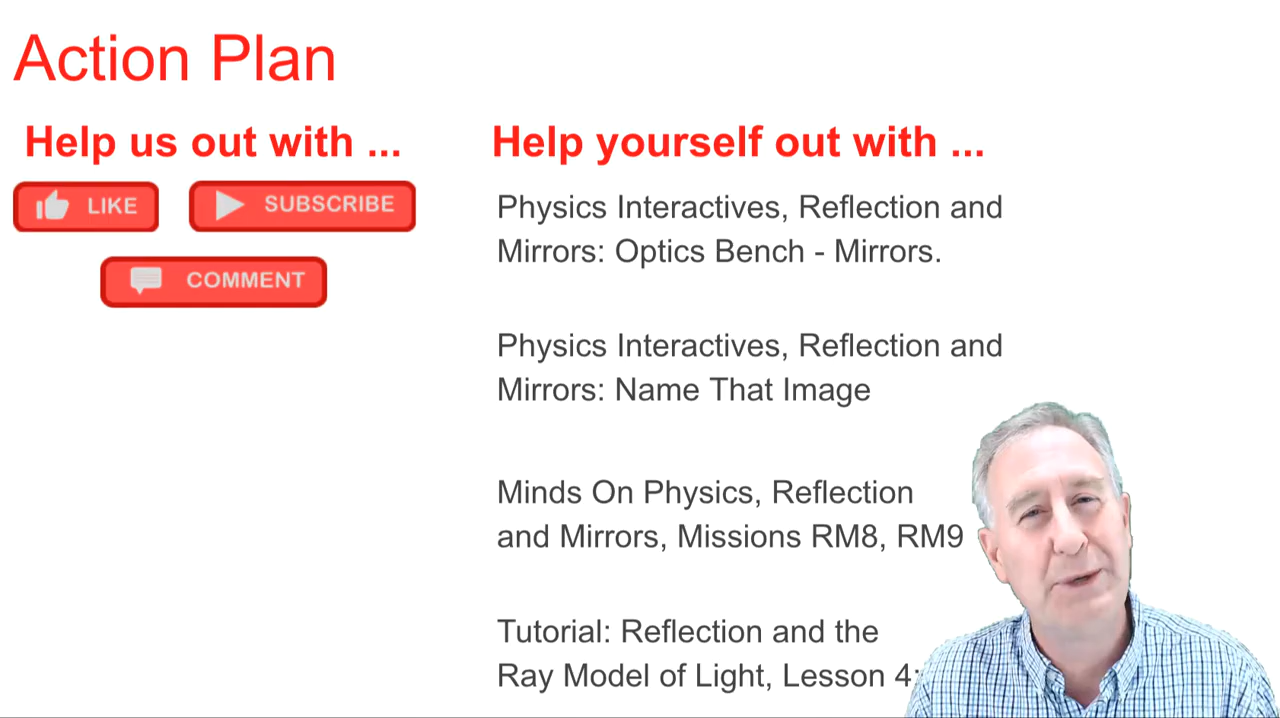 Action Plan
Help us out with ...
LIKE
SUBSCRIBE
COMMENT
Help yourself out with ...
Physics Interactives, Reflection and
Mirrors: Optics Bench - Mirrors.
Physics Interactives, Reflection and
Mirrors: Name That Image
Minds On Physics, Reflection
and Mirrors, Missions RM8, RM9
Tutorial: Reflection and the
Ray Model of Light, Lesson 4: